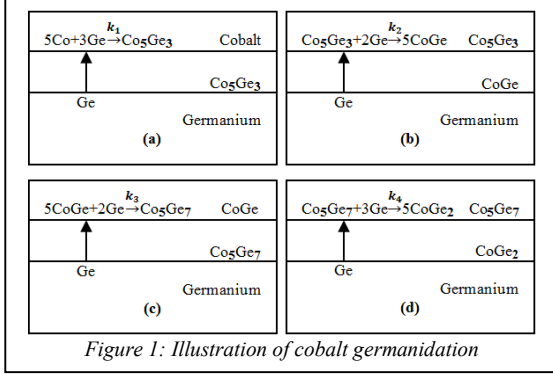 k₁
5Co+3Ge→Co₅Ge₃ Cobalt
Co₅Ge₃
Ge
Germanium
(a)
k₂
Co₅Ge₃+2Ge→5CoGe Co₅Ge₃
CoGe
Ge
Germanium
(b)
k₃
5CoGe+2Ge→Co₅Ge₇ CoGe
Co₅Ge₇
Ge
Germanium
(c)
k₄
Co₅Ge₇+3Ge→5CoGe₂ Co₅Ge₇
CoGe₂
Ge
Germanium
(d)
Figure 1: Illustration of cobalt germanidation